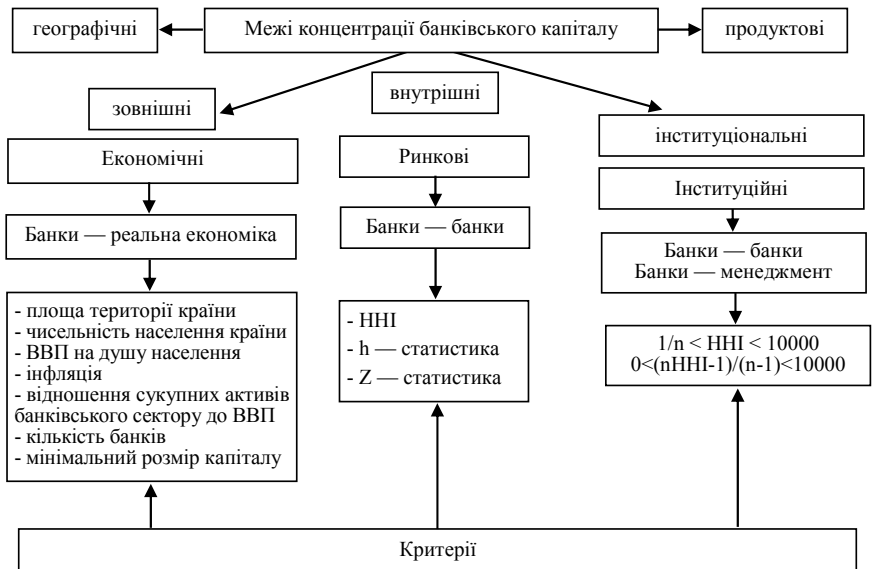 географічні
Межі концентрації банківського капіталу
продуктові
зовнішні
внутрішні
інституціональні
Економічні
Ринкові
Інституційні
Банки — реальна економіка
Банки — банки
Банки — банки
Банки — менеджмент
- площа території країни
- чисельність населення країни
- ВВП на душу населення
- інфляція
- відношення сукупних активів
банківського сектору до ВВП
- кількість банків
- мінімальний розмір капіталу
- HHI
- h — статистика
- Z — статистика
1/n < HHI < 10000
0<(nHHI-1)/(n-1)<10000
Критерії